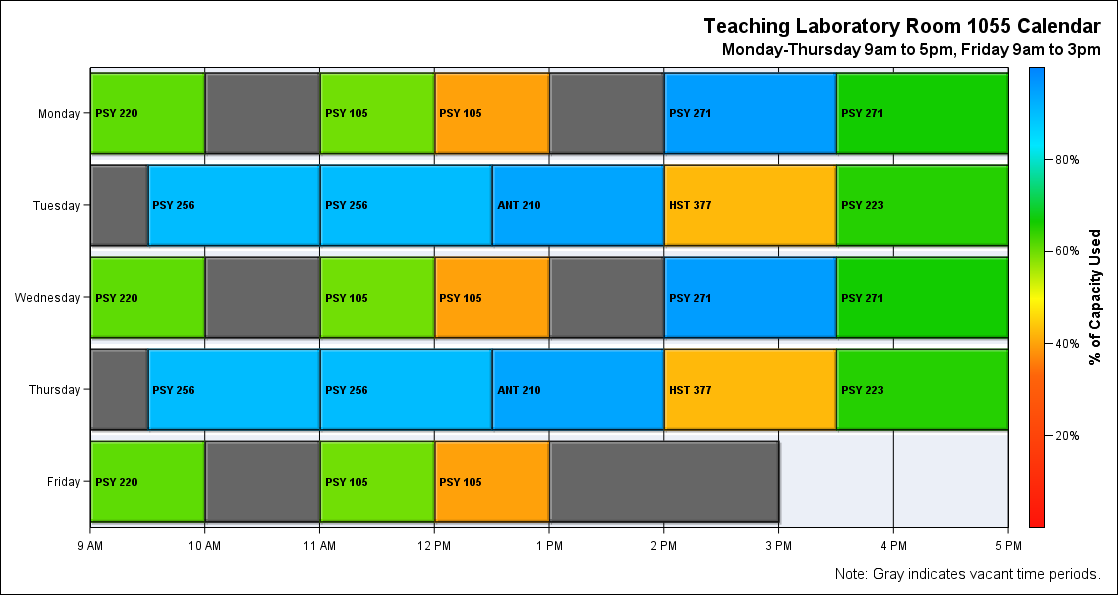 Teaching Laboratory Room 1055 Calendar
Monday-Thursday 9am to 5pm, Friday 9am to 3pm
Monday PSY 220 PSY 105 PSY 105 PSY 271 PSY 271
80%
Tuesday PSY 256 PSY 256 ANT 210 HST 377 PSY 223
60%
% of Capacity Used
Wednesday PSY 220 PSY 105 PSY 105 PSY 271 PSY 271
40%
Thursday PSY 256 PSY 256 ANT 210 HST 377 PSY 223
20%
Friday PSY 220 PSY 105 PSY 105
9 AM 10 AM 11 AM 12 PM 1 PM 2 PM 3 PM 4 PM 5 PM
Note: Gray indicates vacant time periods.